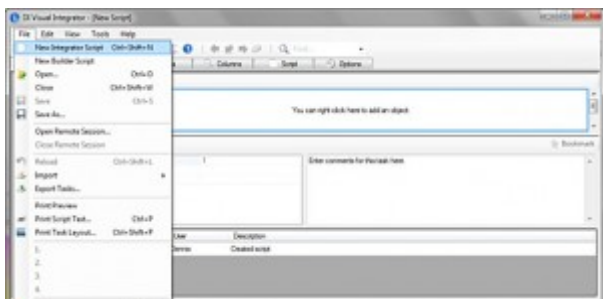 DI Visual Integrator - [New Script]
File Edit View Tools Help
New Integrator Script Ctrl+Shift+N
New Builder Script
Open... Ctrl+O
Close Ctrl+Shift+W
Save Ctrl+S
Save As...
Open Remote Session...
Close Remote Session
Reload Ctrl+Shift+L
Import
Export Tasks...
Print Preview
Print Script Text... Ctrl+P
Print Task Layout... Ctrl+Shift+P
1.
2.
3.
4.
Columns Script Options
You can right click here to add an object.
Bookmark
Enter comments for this task here.
User Description
Created script